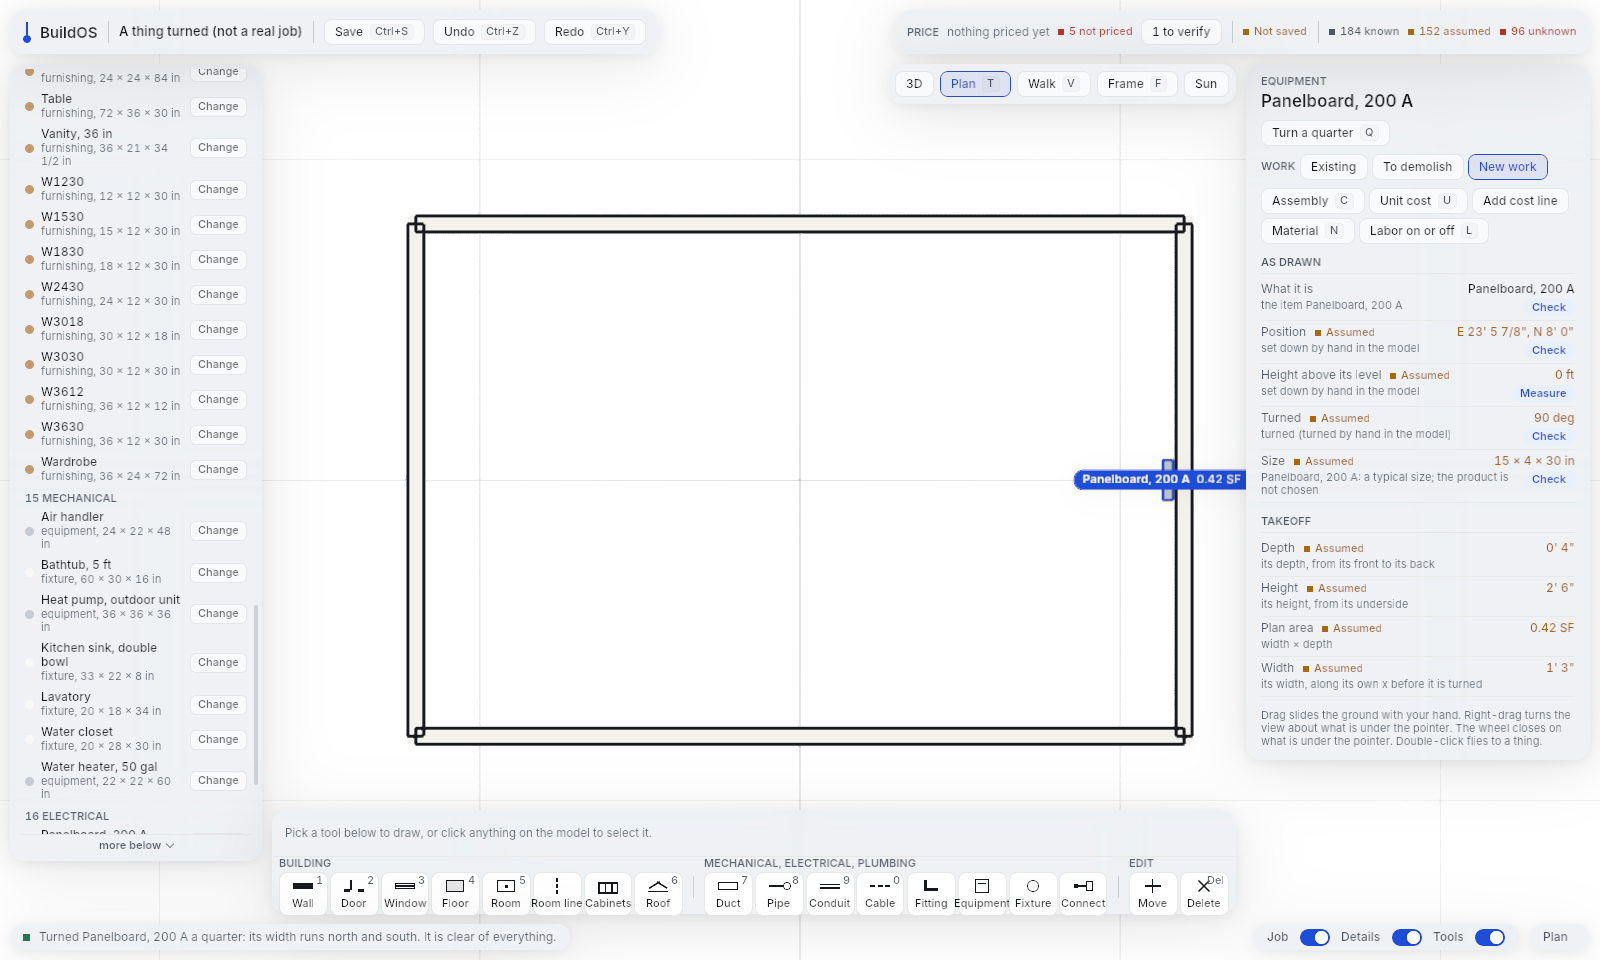 BuildOS
A thing turned (not a real job)
Save Ctrl+S
Undo Ctrl+Z
Redo Ctrl+Y
PRICE nothing priced yet 5 not priced 1 to verify Not saved 184 known 152 assumed 96 unknown
3D
Plan T
Walk V
Frame F
Sun
furnishing, 24 × 24 × 84 in Change
Table
furnishing, 72 × 36 × 30 in Change
Vanity, 36 in
furnishing, 36 × 21 × 34
1/2 in
Change
W1230
furnishing, 12 × 12 × 30 in Change
W1530
furnishing, 15 × 12 × 30 in Change
W1830
furnishing, 18 × 12 × 30 in Change
W2430
furnishing, 24 × 12 × 30 in Change
W3018
furnishing, 30 × 12 × 18 in Change
W3030
furnishing, 30 × 12 × 30 in Change
W3612
furnishing, 36 × 12 × 12 in Change
W3630
furnishing, 36 × 12 × 30 in Change
Wardrobe
furnishing, 36 × 24 × 72 in Change
15 MECHANICAL
Air handler
equipment, 24 × 22 × 48
in
Change
Bathtub, 5 ft
fixture, 60 × 30 × 16 in Change
Heat pump, outdoor unit
equipment, 36 × 36 × 36
in
Change
Kitchen sink, double
bowl
fixture, 33 × 22 × 8 in
Change
Lavatory
fixture, 20 × 18 × 34 in Change
Water closet
fixture, 20 × 28 × 30 in Change
Water heater, 50 gal
equipment, 22 × 22 × 60
in
Change
16 ELECTRICAL
Panelboard, 200 A
more below
Panelboard, 200 A 0.42 SF
EQUIPMENT
Panelboard, 200 A
Turn a quarter Q
WORK Existing To demolish New work
Assembly C Unit cost U Add cost line
Material N Labor on or off L
AS DRAWN
What it is Panelboard, 200 A
the item Panelboard, 200 A Check
Position Assumed E 23' 5 7/8", N 8' 0"
set down by hand in the model Check
Height above its level Assumed 0 ft
set down by hand in the model Measure
Turned Assumed 90 deg
turned (turned by hand in the model) Check
Size Assumed 15 × 4 × 30 in
Panelboard, 200 A: a typical size; the product is
not chosen
Check
TAKEOFF
Depth Assumed 0' 4"
its depth, from its front to its back
Height Assumed 2' 6"
its height, from its underside
Plan area Assumed 0.42 SF
width × depth
Width Assumed 1' 3"
its width, along its own x before it is turned
Drag slides the ground with your hand. Right-drag turns the
view about what is under the pointer. The wheel closes on
what is under the pointer. Double-click flies to a thing.
Pick a tool below to draw, or click anything on the model to select it.
BUILDING
MECHANICAL, ELECTRICAL, PLUMBING
EDIT
1 2 3 4 5 6 7 8 9 0 Del
Wall Door Window Floor Room Room line Cabinets Roof Duct Pipe Conduit Cable Fitting Equipment Fixture Connect Move Delete
Turned Panelboard, 200 A a quarter: its width runs north and south. It is clear of everything.
Job Details Tools Plan